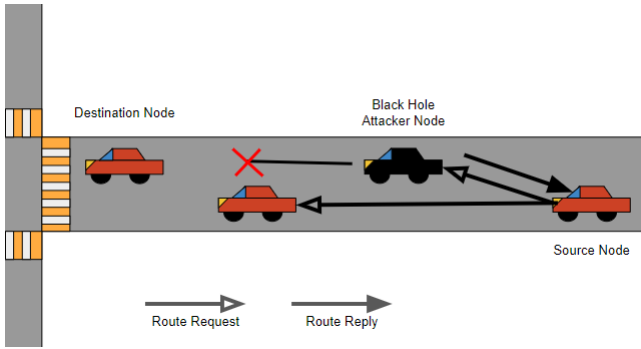 Destination Node
Black Hole
Attacker Node
Source Node
Route Request
Route Reply